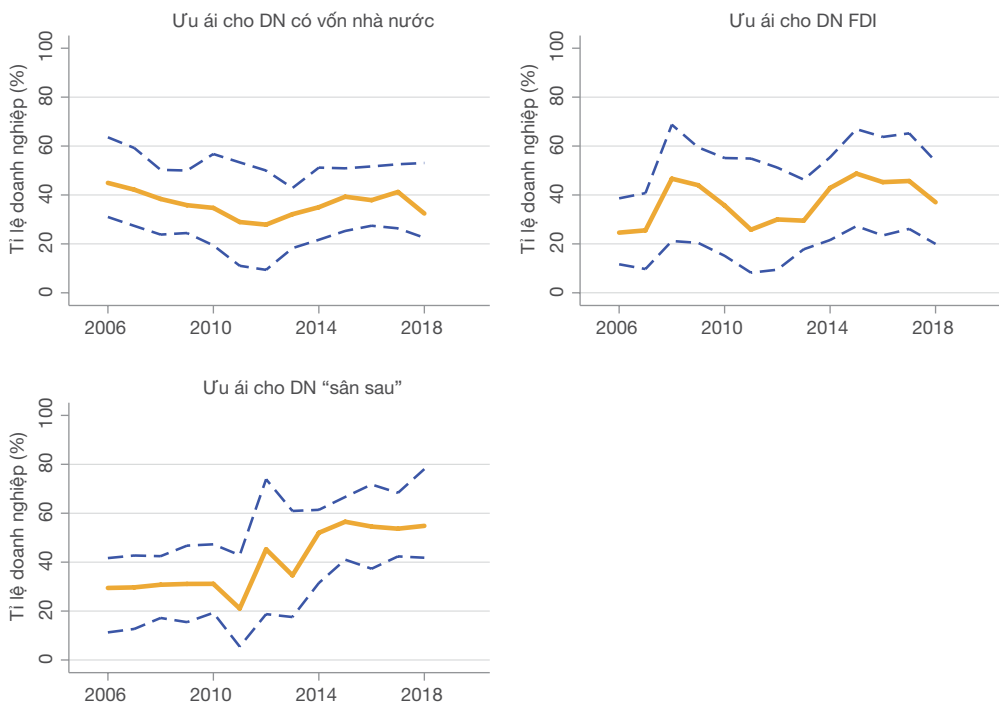 Ưu ái cho DN có vốn nhà nước
Tỉ lệ doanh nghiệp (%)
100
80
60
40
20
0
2006 2010 2014 2018
Ưu ái cho DN FDI
Tỉ lệ doanh nghiệp (%)
100
80
60
40
20
0
2006 2010 2014 2018
Ưu ái cho DN “sân sau”
Tỉ lệ doanh nghiệp (%)
100
80
60
40
20
0
2006 2010 2014 2018